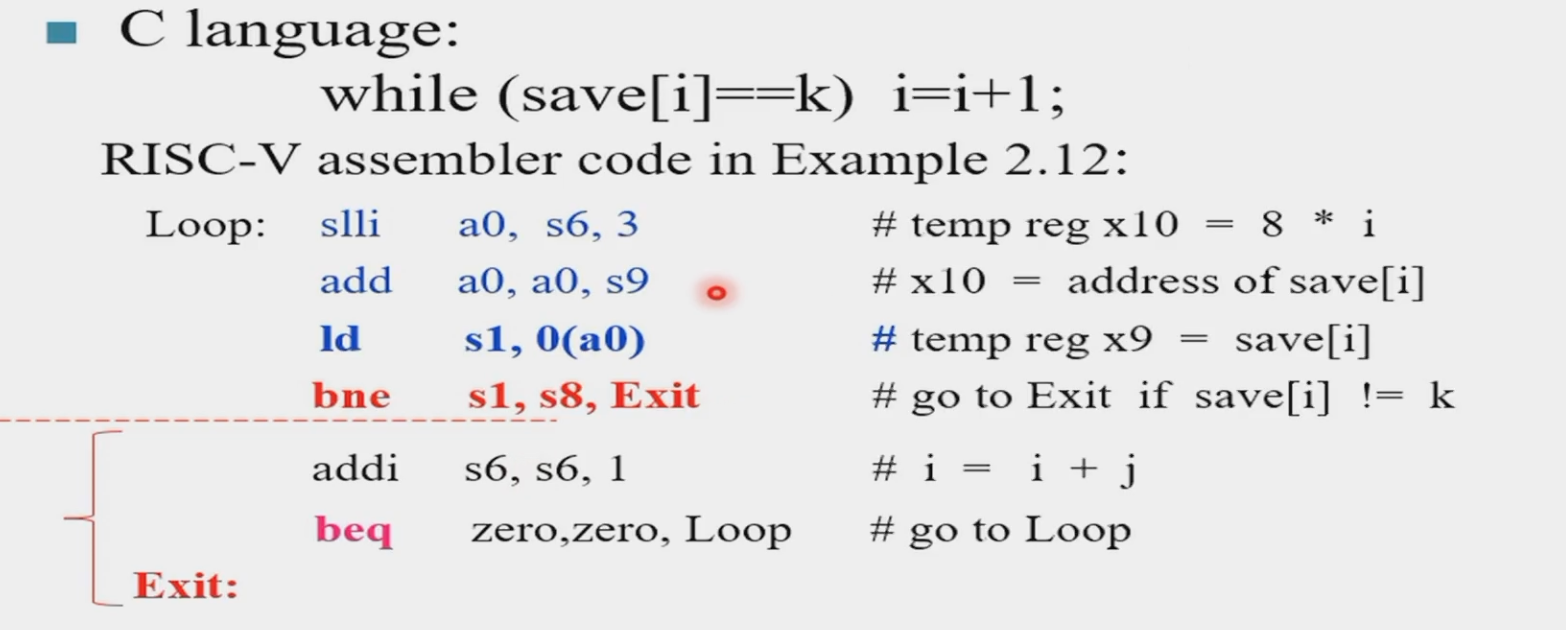 C language:
while (save[i]==k) i=i+1;
RISC-V assembler code in Example 2.12:
Loop: slli a0, s6, 3 # temp reg x10 = 8 * i
add a0, a0, s9 # x10 = address of save[i]
ld s1, 0(a0) # temp reg x9 = save[i]
bne s1, s8, Exit # go to Exit if save[i] != k
addi s6, s6, 1 # i = i + j
beq zero,zero, Loop # go to Loop
Exit: